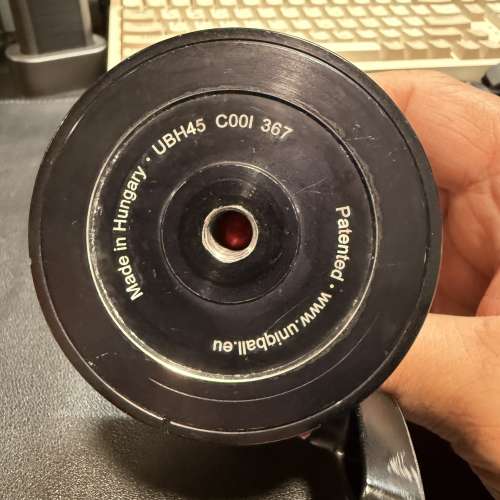 Made in Hungary • UBH45 C00I 367
Patented • www.uniqball.eu